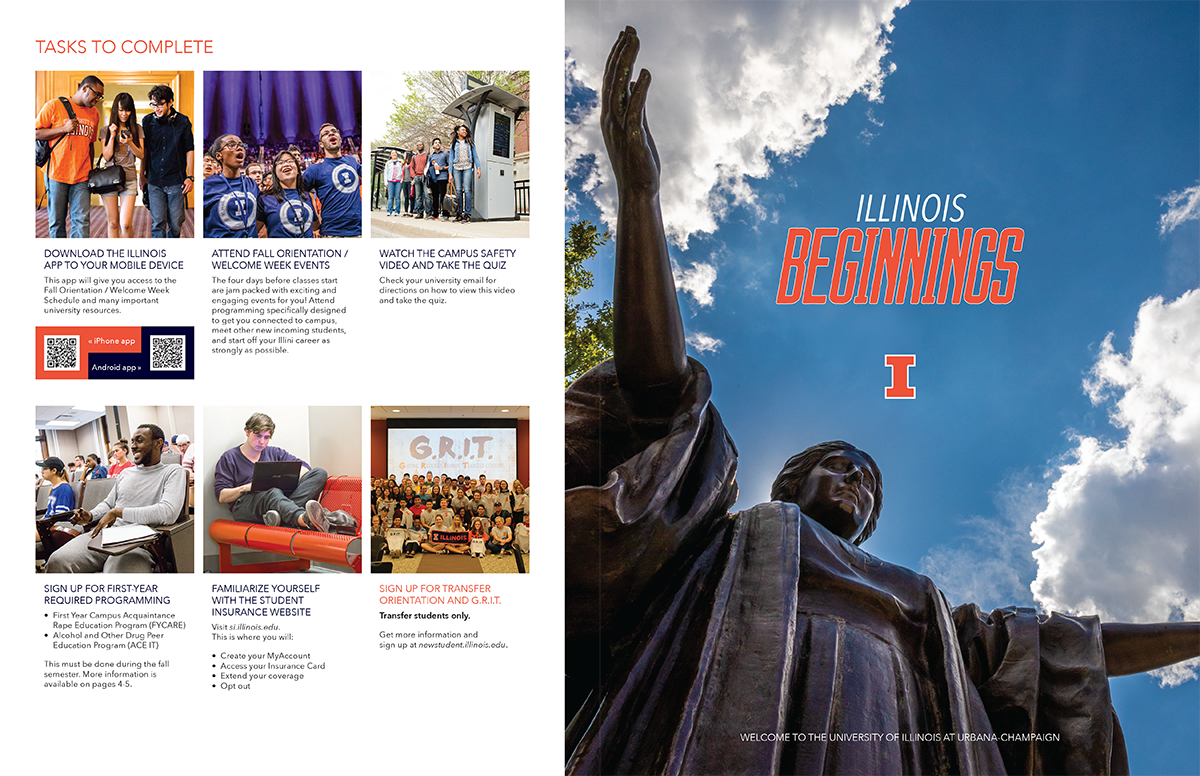 TASKS TO COMPLETE
DOWNLOAD THE ILLINOIS
APP TO YOUR MOBILE DEVICE
This app will give you access to the
Fall Orientation / Welcome Week
Schedule and many important
university resources.
« iPhone app
Android app »
ATTEND FALL ORIENTATION /
WELCOME WEEK EVENTS
The four days before classes start
are jam packed with exciting and
engaging events for you! Attend
programming specifically designed
to get you connected to campus,
meet other new incoming students,
and start off your Illini career as
strongly as possible.
WATCH THE CAMPUS SAFETY
VIDEO AND TAKE THE QUIZ
Check your university email for
directions on how to view this video
and take the quiz.
G.R.I.T.
I ILLINOIS
SIGN UP FOR FIRST-YEAR
REQUIRED PROGRAMMING
• First Year Campus Acquaintance
Rape Education Program (FYCARE)
• Alcohol and Other Drug Peer
Education Program (ACE IT)
This must be done during the fall
semester. More information is
available on pages 4-5.
FAMILIARIZE YOURSELF
WITH THE STUDENT
INSURANCE WEBSITE
Visit si.illinois.edu.
This is where you will:
• Create your MyAccount
• Access your Insurance Card
• Extend your coverage
• Opt out
SIGN UP FOR TRANSFER
ORIENTATION AND G.R.I.T.
Transfer students only.
Get more information and
sign up at newstudent.illinois.edu.
ILLINOIS
BEGINNINGS
I
WELCOME TO THE UNIVERSITY OF ILLINOIS AT URBANA-CHAMPAIGN